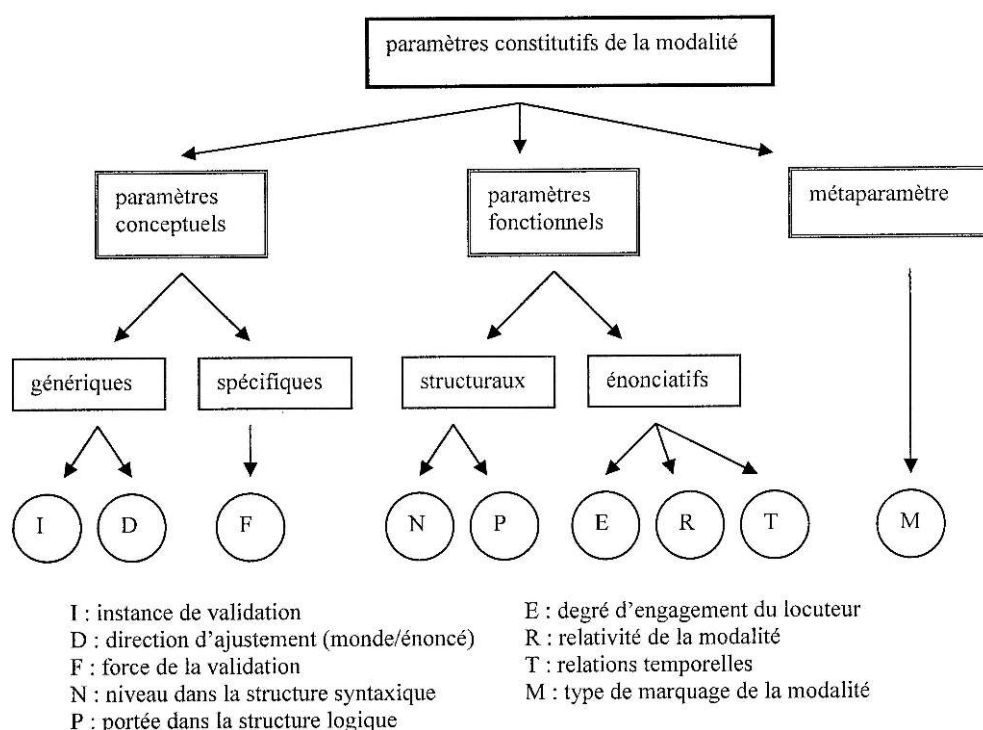 paramètres constitutifs de la modalité
paramètres
conceptuels
paramètres
fonctionnels
métaparamètre
génériques
spécifiques
structuraux
énonciatifs
I
D
F
N
P
E
R
T
M
I : instance de validation
D : direction d'ajustement (monde/énoncé)
F : force de la validation
N : niveau dans la structure syntaxique
P : portée dans la structure logique
E : degré d'engagement du locuteur
R : relativité de la modalité
T : relations temporelles
M : type de marquage de la modalité